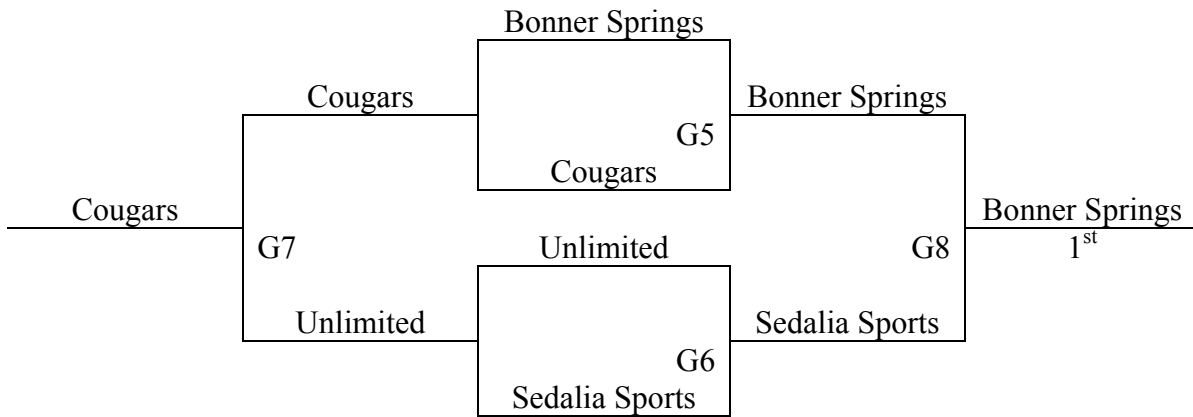 Bonner Springs
Cougars
Bonner Springs
G5
Cougars
Cougars
Bonner Springs
G7
Unlimited
G8
1st
Unlimited
Sedalia Sports
G6
Sedalia Sports